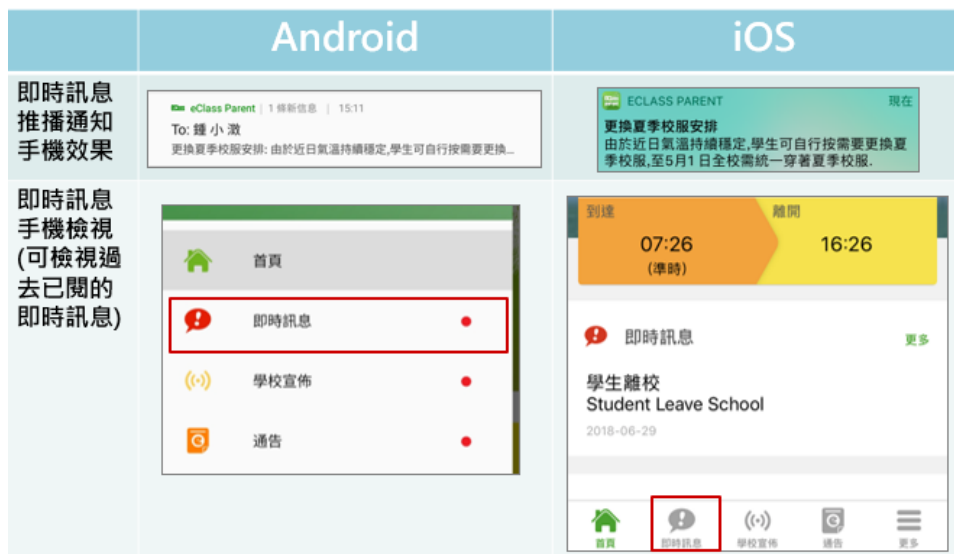 Android
iOS
即時訊息
推播通知
手機效果
eClass Parent | 1 條新信息 | 15:11
To: 鍾 小 澂
更換夏季校服安排: 由於近日氣溫持續穩定,學生可自行按需要更換...
ECLASS PARENT
現在
更換夏季校服安排
由於近日氣溫持續穩定,學生可自行按需要更換夏
季校服,至5月1日全校需統一穿著夏季校服.
即時訊息
手機檢視
(可檢視過
去已閱的
即時訊息)
首頁
即時訊息
學校宣佈
通告
到達
離開
07:26
16:26
(準時)
即時訊息
更多
學生離校
Student Leave School
2018-06-29
首頁
即時訊息
學校宣佈
通告
更多